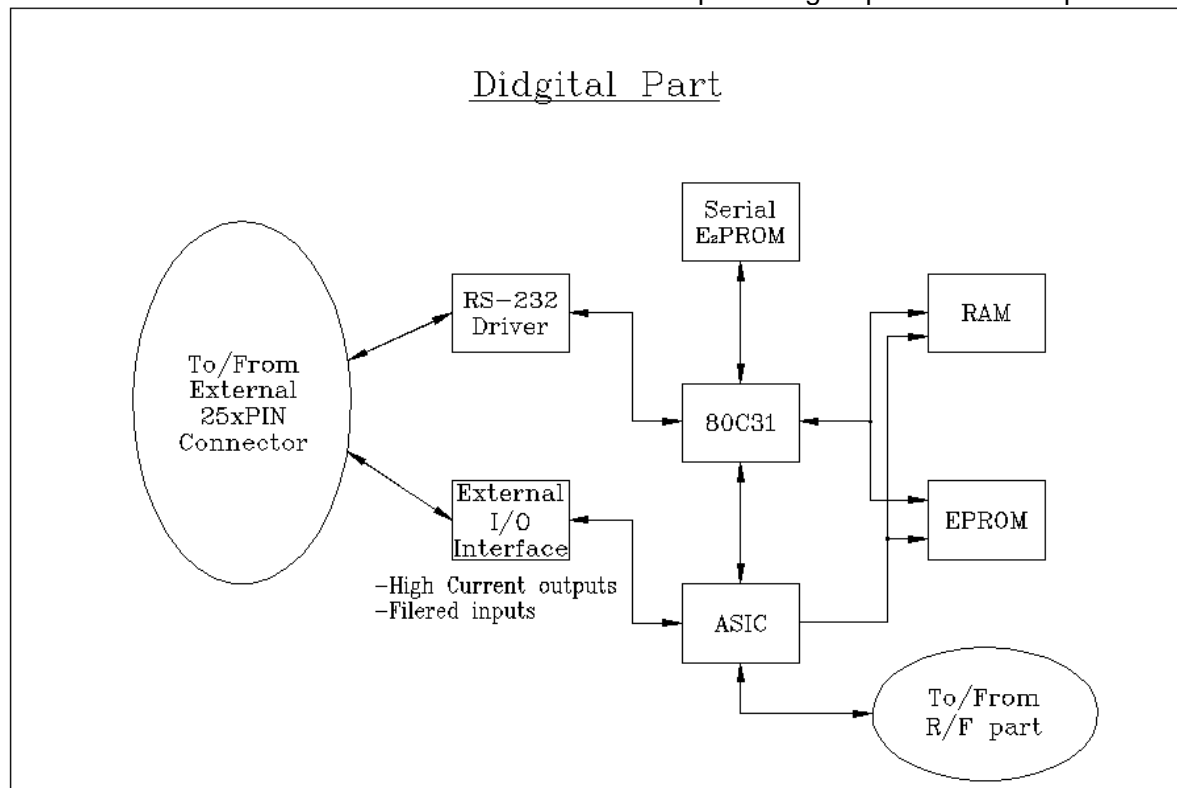 Didgital Part
Serial
E₂PROM
RS-232
Driver
RAM
To/From
External
25xPIN
Connector
80C31
External
I/O
Interface
EPROM
-High Current outputs
-Filered inputs
ASIC
To/From
R/F part